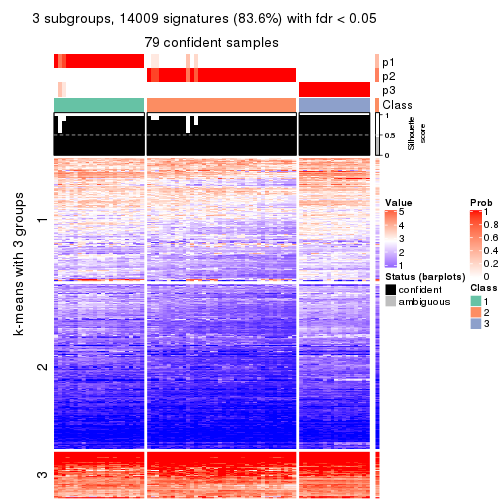 3 subgroups, 14009 signatures (83.6%) with fdr < 0.05
79 confident samples
p1
p2
p3
Class
1
0.5
0
Silhouette
score
k-means with 3 groups
1
2
3
Value
5
4
3
2
1
Status (barplots)
confident
ambiguous
Prob
1
0.8
0.6
0.4
0.2
0
Class
1
2
3